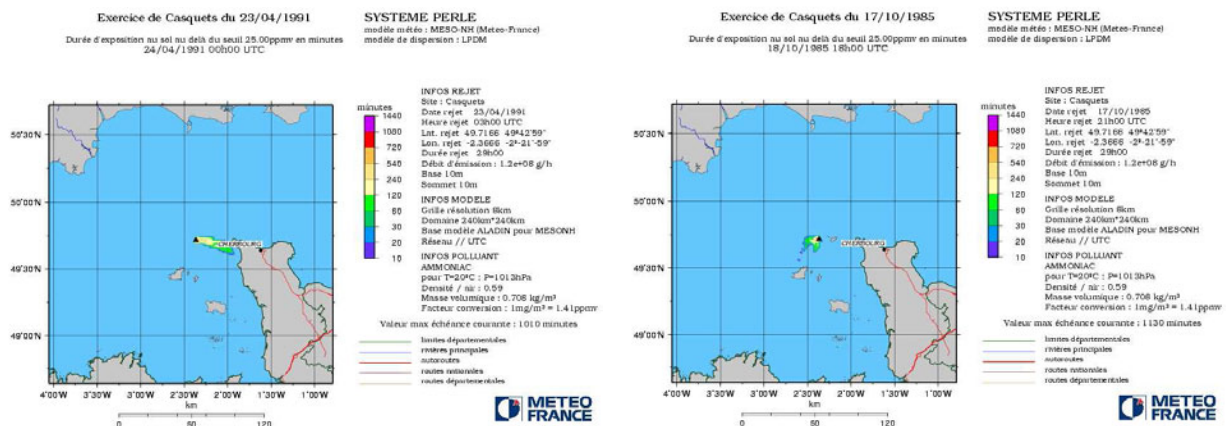 Exercice de Casquets du 23/04/1991
Durée d'exposition au sol au delà du seuil 25.00ppmv en minutes
24/04/1991 00h00 UTC
SYSTEME PERLE
modèle météo : MESO-NH (Meteo-France)
modèle de dispersion : LPDM
minutes
1440
1080
720
540
240
120
60
30
20
10
50°30'N
50°00'N
49°30'N
49°00'N
CHERBOURG
4°00'W
3°30'W
3°00'W
2°30'W
2°00'W
1°30'W
1°00'W
km
0
60
120
INFOS REJET
Site : Casquets
Date rejet 23/04/1991
Heure rejet 03h00 UTC
Lat. rejet 49.7166 49°42'59"
Lon. rejet -2.3666 -2°-21'-59"
Durée rejet 29h00
Débit d'émission : 1.2e+08 g/h
Base 10m
Sommet 10m
INFOS MODELE
Grille résolution 8km
Domaine 240km*240km
Base modèle ALADIN pour MESONH
Réseau // UTC
INFOS POLLUANT
AMMONIAC
pour T=20°C : P=1013hPa
Densité / air : 0.59
Masse volumique : 0.708 kg/m³
Facteur conversion : 1mg/m³ = 1.41ppmv
Valeur max échéance courante : 1010 minutes
limites départementales
rivières principales
autoroutes
routes nationales
routes départementales
METEO
FRANCE
Exercice de Casquets du 17/10/1985
Durée d'exposition au sol au delà du seuil 25.00ppmv en minutes
18/10/1985 18h00 UTC
SYSTEME PERLE
modèle météo : MESO-NH (Meteo-France)
modèle de dispersion : LPDM
minutes
1440
1080
720
540
240
120
60
30
20
10
50°30'N
50°00'N
49°30'N
49°00'N
CHERBOURG
4°00'W
3°30'W
3°00'W
2°30'W
2°00'W
1°30'W
1°00'W
km
0
60
120
INFOS REJET
Site : Casquets
Date rejet 17/10/1985
Heure rejet 21h00 UTC
Lat. rejet 49.7166 49°42'59"
Lon. rejet -2.3666 -2°-21'-59"
Durée rejet 29h00
Débit d'émission : 1.2e+08 g/h
Base 10m
Sommet 10m
INFOS MODELE
Grille résolution 8km
Domaine 240km*240km
Base modèle ALADIN pour MESONH
Réseau // UTC
INFOS POLLUANT
AMMONIAC
pour T=20°C : P=1013hPa
Densité / air : 0.59
Masse volumique : 0.708 kg/m³
Facteur conversion : 1mg/m³ = 1.41ppmv
Valeur max échéance courante : 1130 minutes
limites départementales
rivières principales
autoroutes
routes nationales
routes départementales
METEO
FRANCE